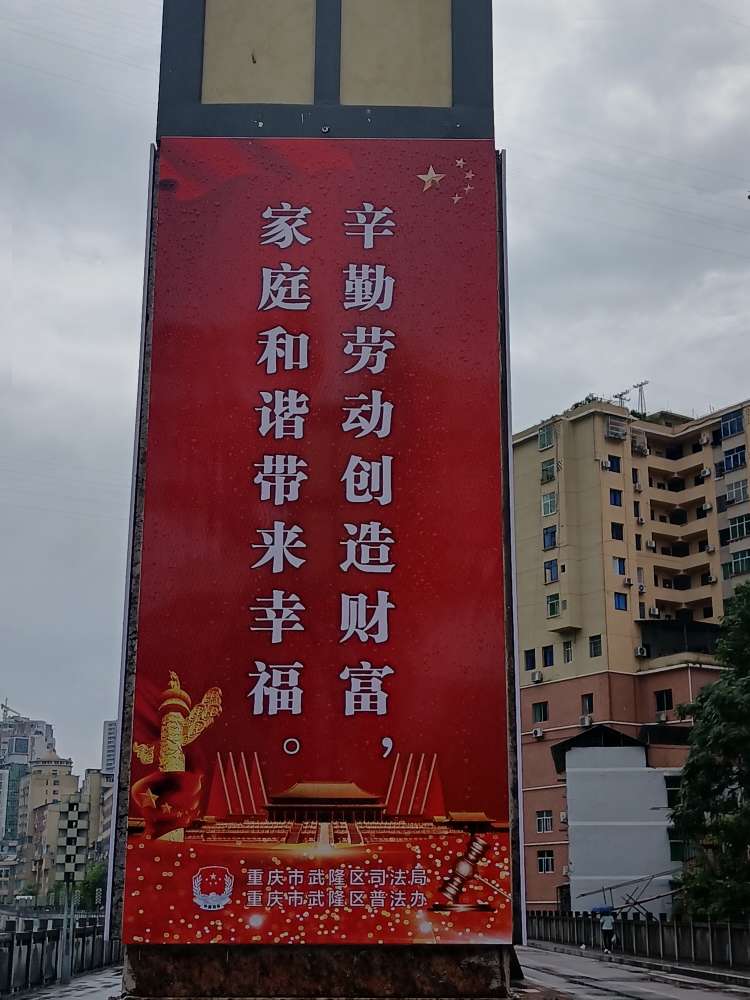 辛勤劳动创造财富，
家庭和谐带来幸福。
重庆市武隆区司法局
重庆市武隆区普法办